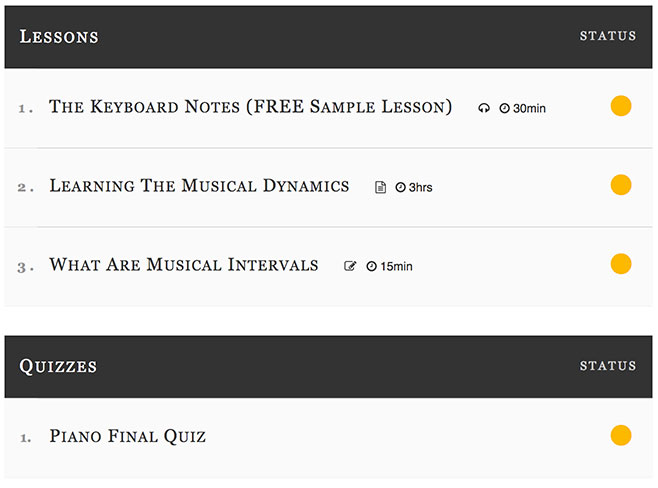 Lessons STATUS
1. The Keyboard Notes (FREE Sample Lesson) 30min
2. Learning The Musical Dynamics 3hrs
3. What Are Musical Intervals 15min
Quizzes STATUS
1. Piano Final Quiz